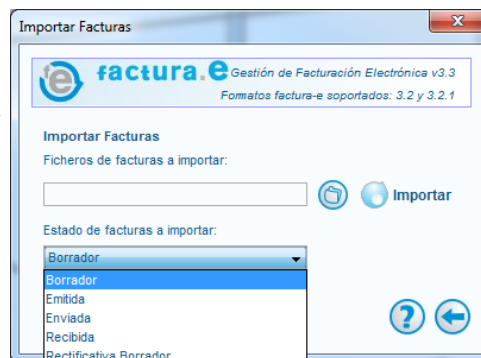 Importar Facturas
factura.e Gestión de Facturación Electrónica v3.3
Formatos factura-e soportados: 3.2 y 3.2.1
Importar Facturas
Ficheros de facturas a importar:
Importar
Estado de facturas a importar:
Borrador
Borrador
Emitida
Enviada
Recibida
Rectificativa Borrador